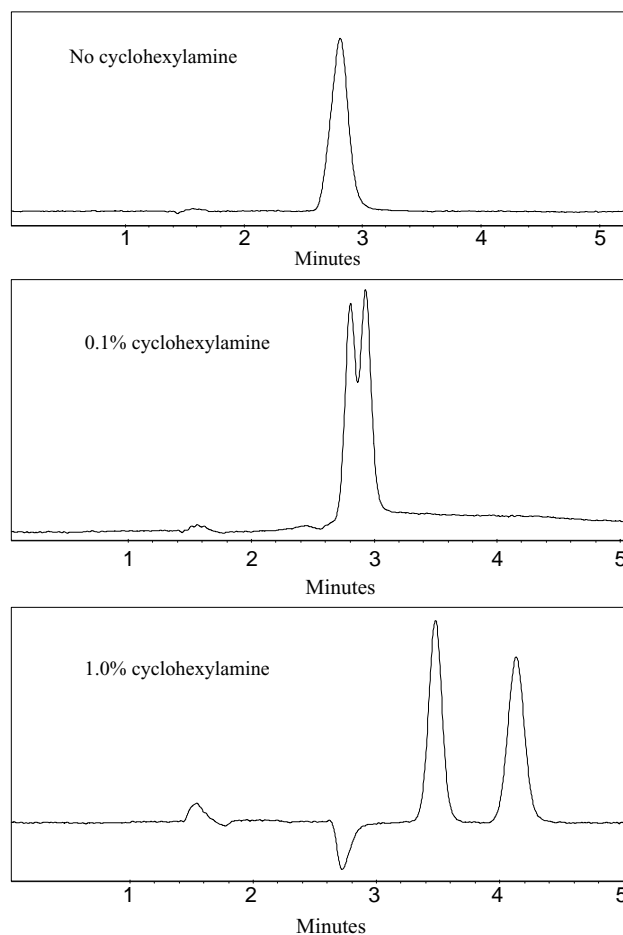 No cyclohexylamine
1 2 3 4 5
Minutes
0.1% cyclohexylamine
1 2 3 4 5
Minutes
1.0% cyclohexylamine
1 2 3 4 5
Minutes